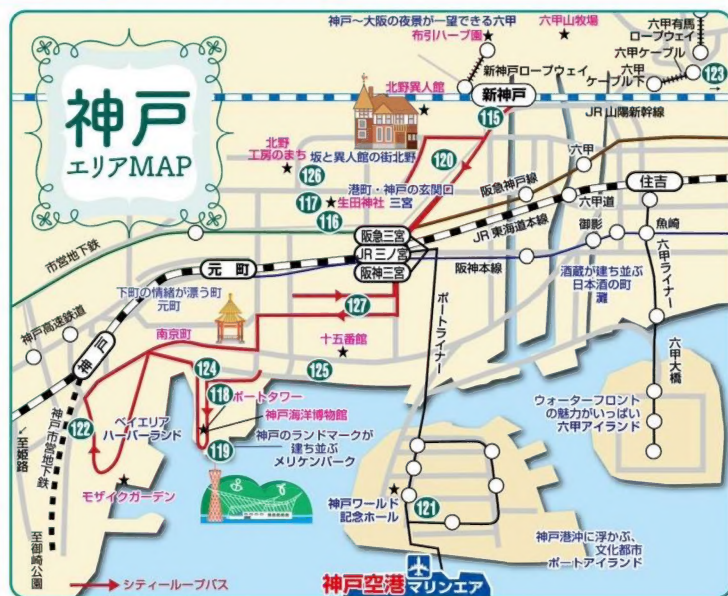 神戸
エリアMAP
神戸～大阪の夜景が一望できる六甲
布引ハーブ園
六甲山牧場
六甲有馬
ロープウェイ
六甲ケーブル
六甲
ケーブル下
123
→
新神戸ロープウェイ
北野異人館
新神戸
115
JR山陽新幹線
北野
工房のまち
坂と異人館の街北野
126
120
六甲
住吉
117
生田神社
港町・神戸の玄関口
三宮
阪急神戸線
六甲道
116
JR東海道本線
御影
魚崎
市営地下鉄
阪急三宮
JR三ノ宮
阪神三宮
元町
阪神本線
酒蔵が建ち並ぶ
日本酒の町
灘
六甲ライナー
下町の情緒が漂う町
元町
127
ポートライナー
神戸高速鉄道
南京町
十五番館
神戸
124
125
六甲大橋
118
ポートタワー
122
ベイエリア
ハーバーランド
神戸海洋博物館
ウォーターフロント
の魅力がいっぱい
六甲アイランド
神戸市営地下鉄
119
神戸のランドマークが
建ち並ぶ
メリケンパーク
←至姫路
モザイクガーデン
神戸ワールド
記念ホール
121
至御崎公園
神戸港沖に浮かぶ、
文化都市
ポートアイランド
シティーループバス
神戸空港
マリンエア